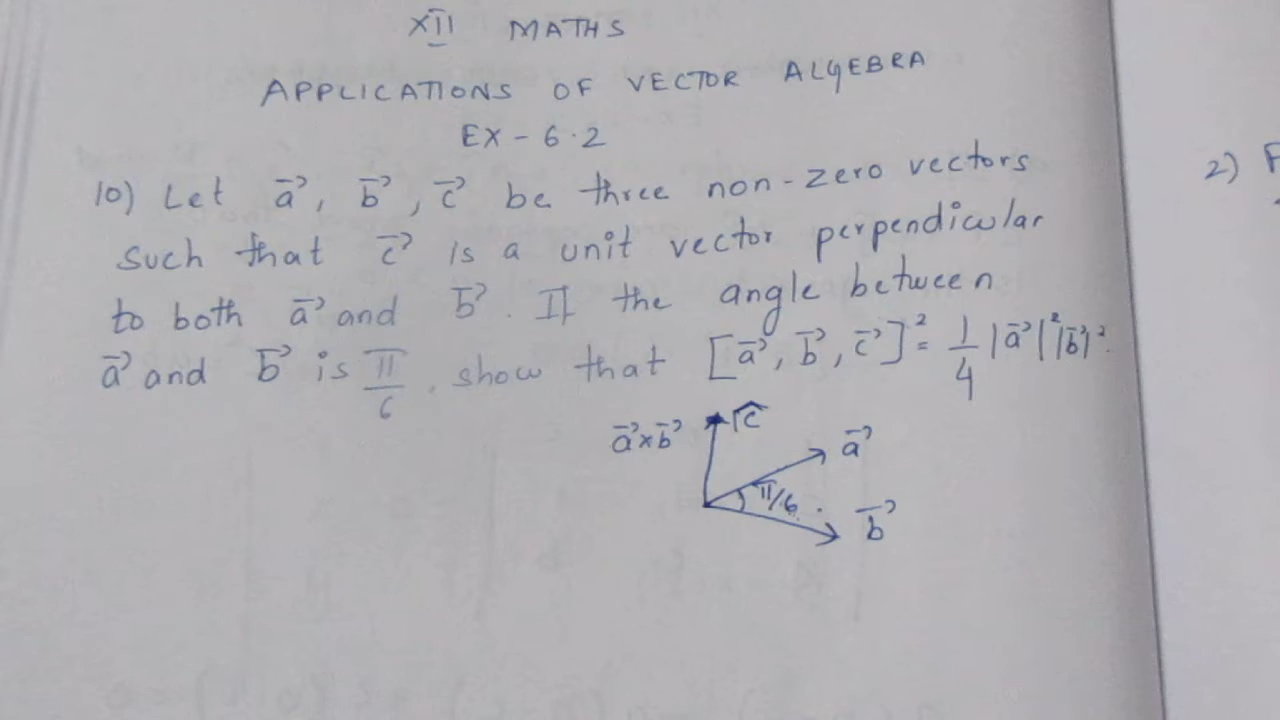 XII MATHS
APPLICATIONS OF VECTOR ALGEBRA
EX - 6.2
10) Let a⃗, b⃗, c⃗ be three non-zero vectors
such that c⃗ is a unit vector perpendicular
to both a⃗ and b⃗. If the angle between
a⃗ and b⃗ is π/6, show that [a⃗, b⃗, c⃗]² = 1/4 |a⃗|²|b⃗|².
a⃗×b⃗ c⃗ a⃗
π/6
b⃗
2)